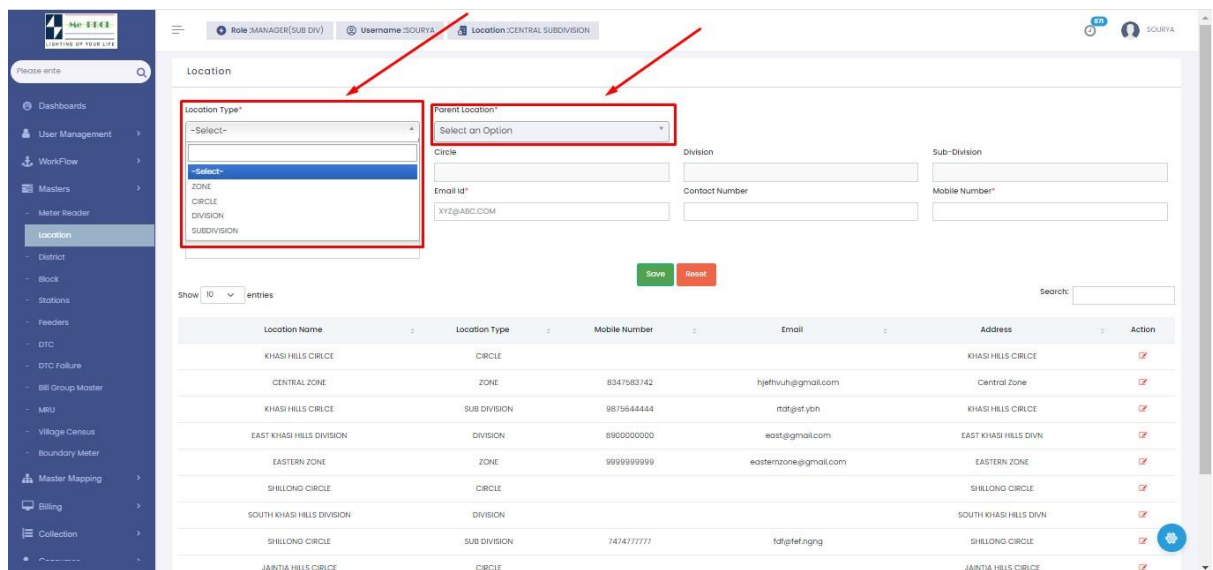 LIGHTING UP YOUR LIFE
Role :MANAGER(SUB DIV) Username :SOURYA Location :CENTRAL SUBDIVISION 871 SOURYA
Please ente
Location
Dashboards
User Management
WorkFlow
Masters
Meter Reader
Location
District
Block
Stations
Feeders
DTC
DTC Failure
Bill Group Master
MRU
Village Census
Boundary Meter
Master Mapping
Billing
Collection
Location Type* Parent Location*
-Select- Select an Option
-Select-
ZONE
CIRCLE
DIVISION
SUBDIVISION
Circle Division Sub-Division
Email Id* Contact Number Mobile Number*
XYZ@ABC.COM
Save Reset
Show 10 entries Search:
Location Name Location Type Mobile Number Email Address Action
KHASI HILLS CIRLCE CIRCLE KHASI HILLS CIRLCE
CENTRAL ZONE ZONE 8347583742 hjefhvuh@gmail.com Central Zone
KHASI HILLS CIRLCE SUB DIVISION 9875644444 rtdf@sf.ybh KHASI HILLS CIRLCE
EAST KHASI HILLS DIVISION DIVISION 8900000000 east@gmail.com EAST KHASI HILLS DIVN
EASTERN ZONE ZONE 9999999999 easternzone@gmail.com EASTERN ZONE
SHILLONG CIRCLE CIRCLE SHILLONG CIRCLE
SOUTH KHASI HILLS DIVISION DIVISION SOUTH KHASI HILLS DIVN
SHILLONG CIRCLE SUB DIVISION 7474777777 fdf@fef.ngng SHILLONG CIRCLE
JAINTIA HILLS CIRLCE CIRCLE JAINTIA HILLS CIRLCE